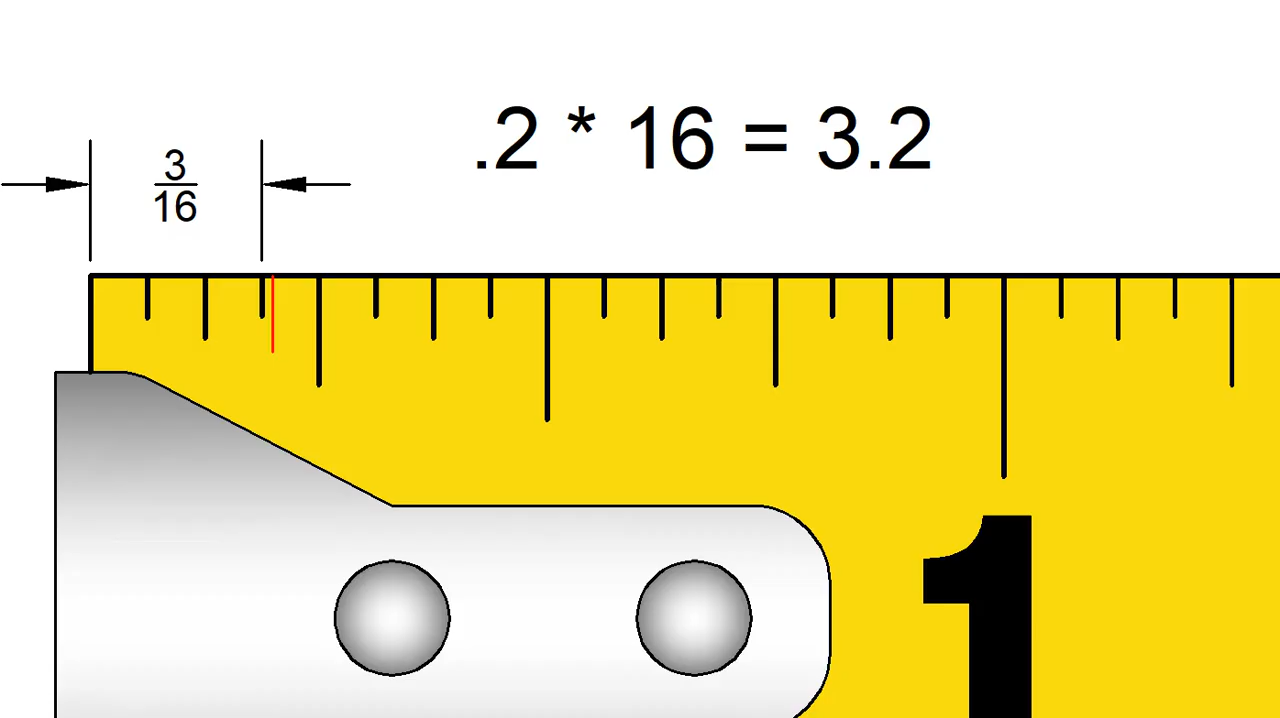 .2 * 16 = 3.2
3
16
1